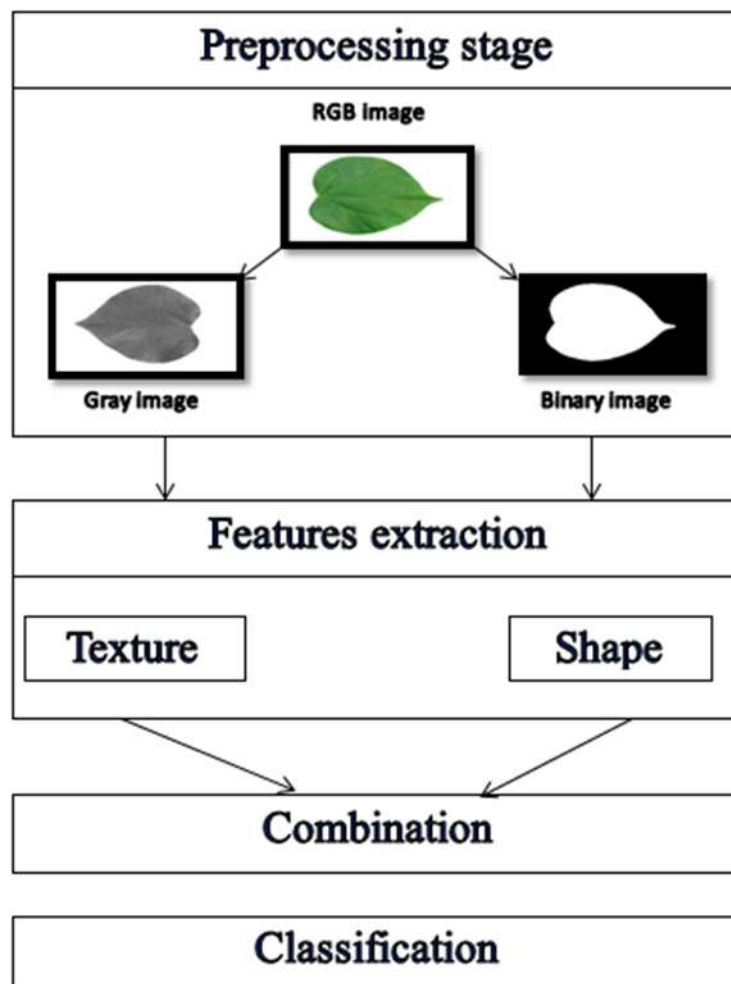 Preprocessing stage
RGB image
Gray image
Binary image
Features extraction
Texture
Shape
Combination
Classification